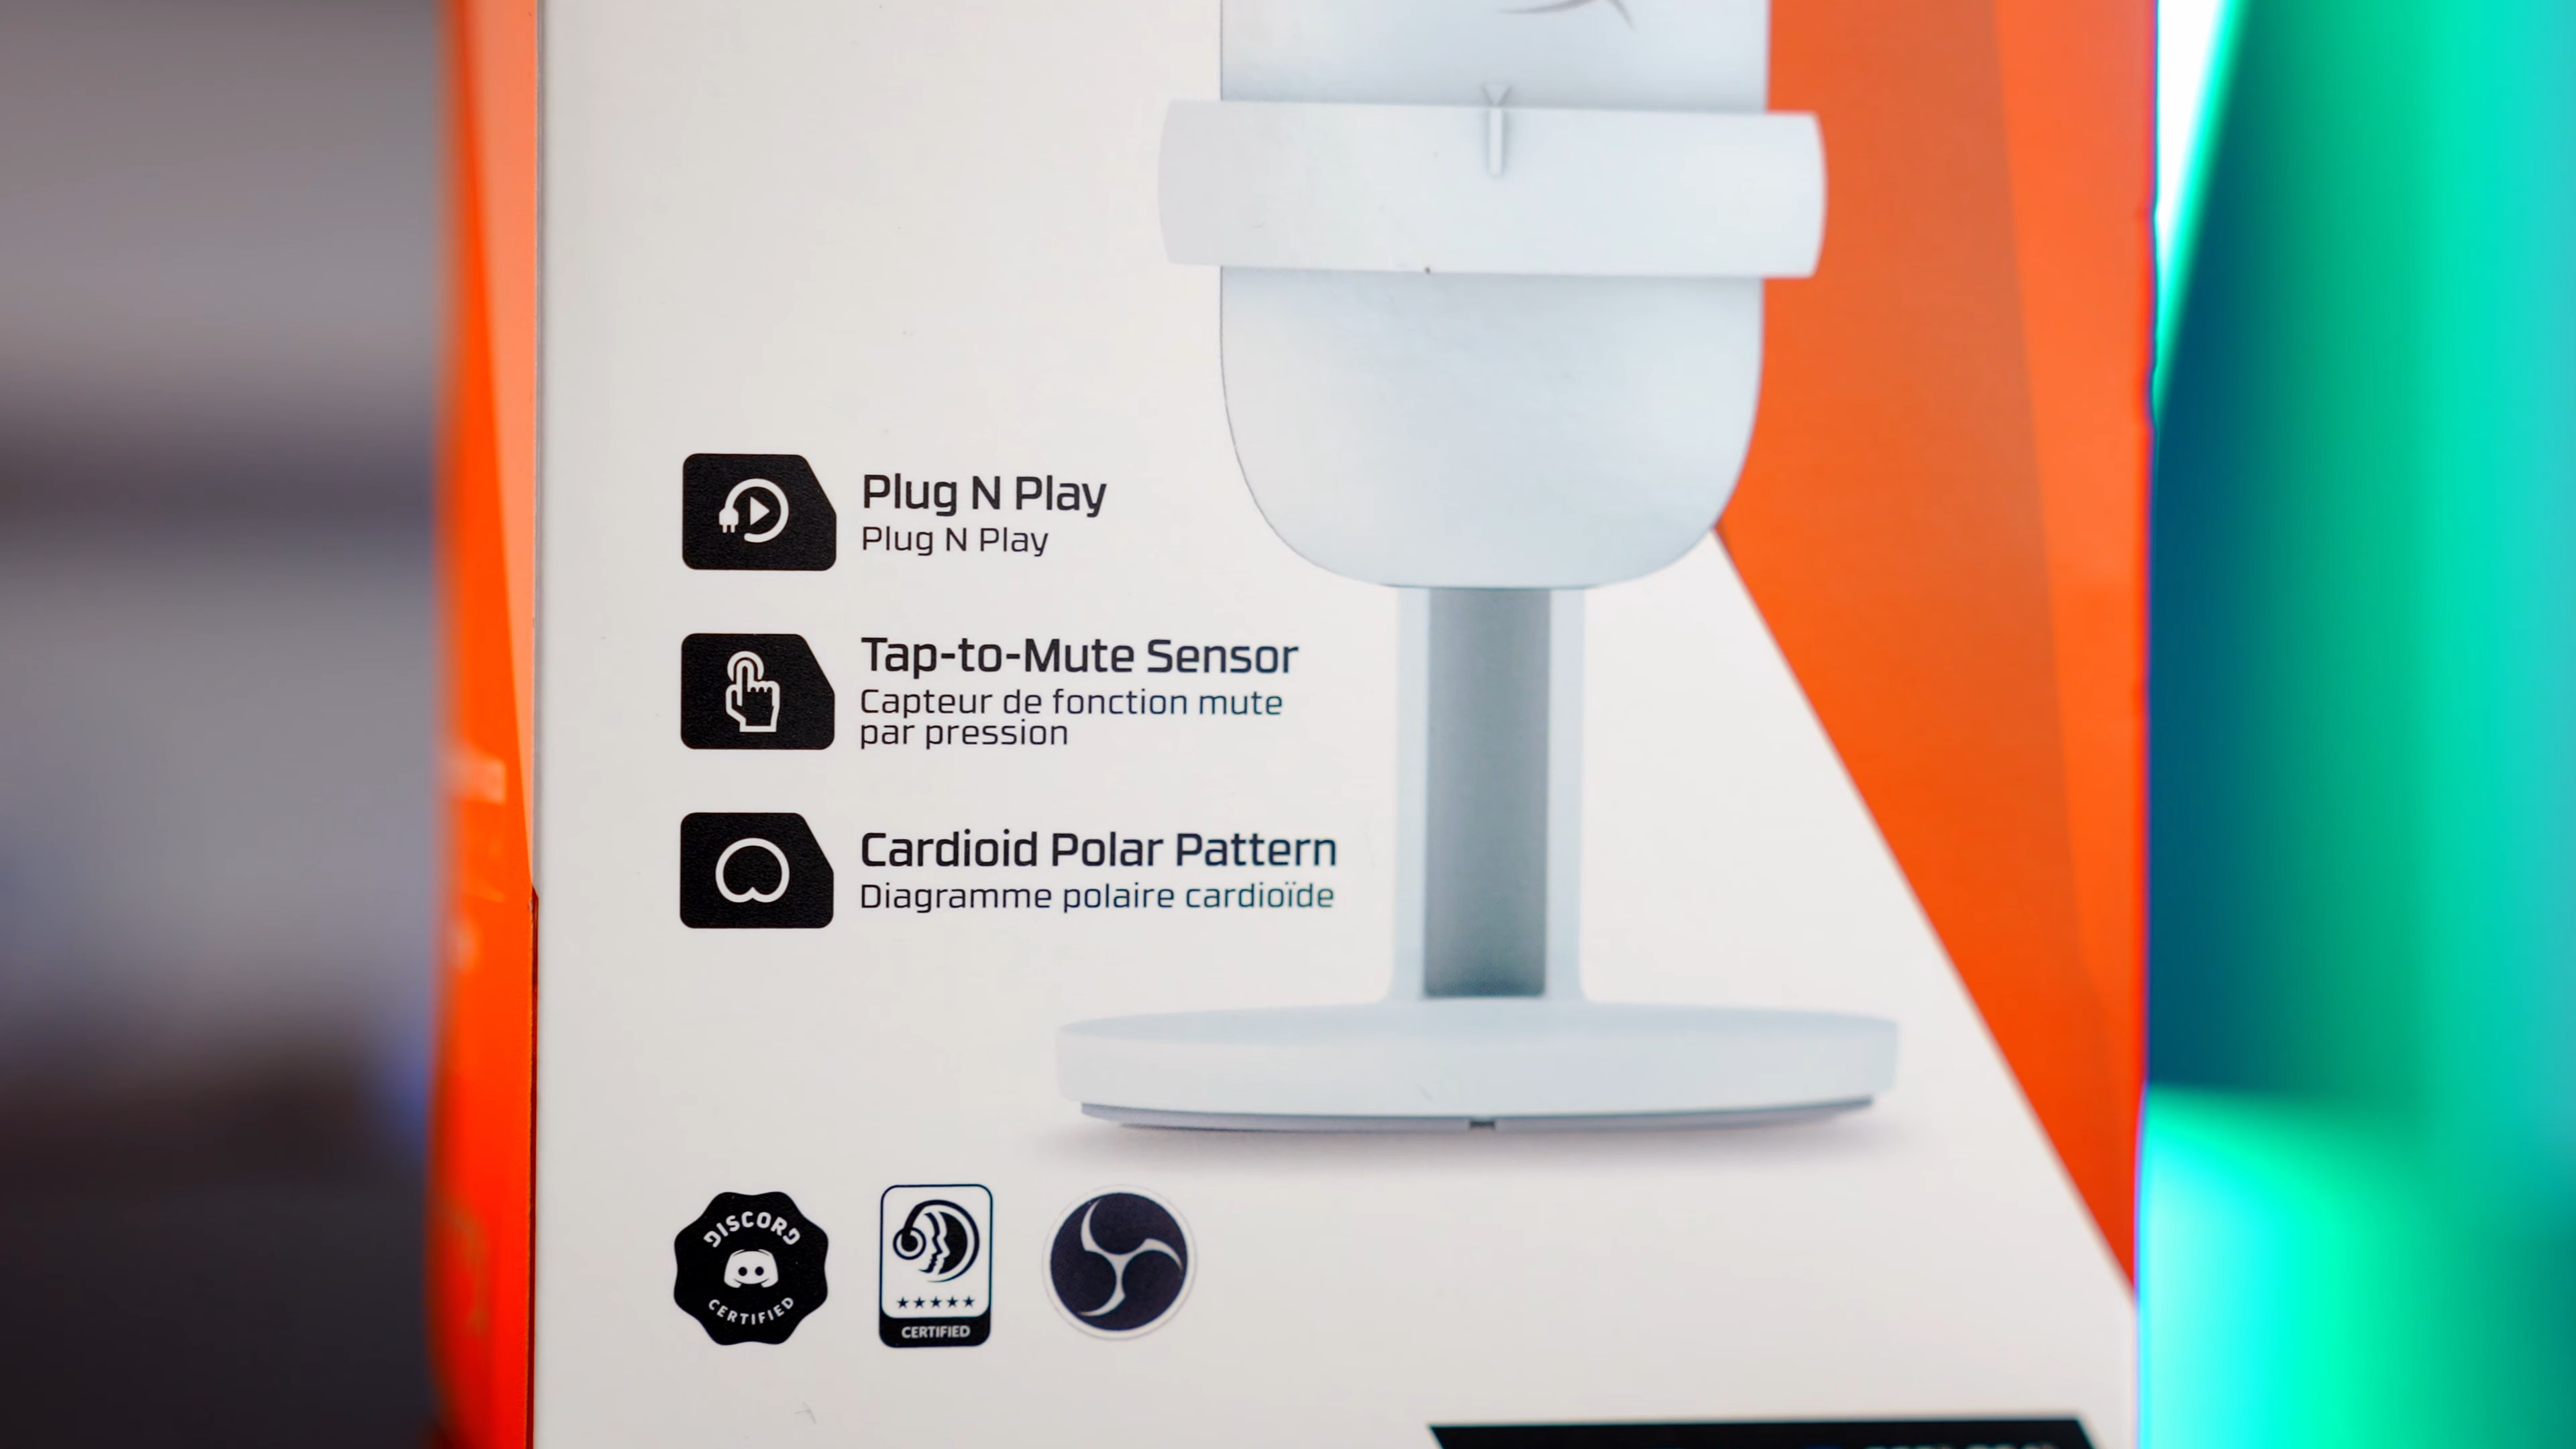 Plug N Play
Plug N Play
Tap-to-Mute Sensor
Capteur de fonction mute
par pression
Cardioid Polar Pattern
Diagramme polaire cardioïde
DISCORD
CERTIFIED
CERTIFIED